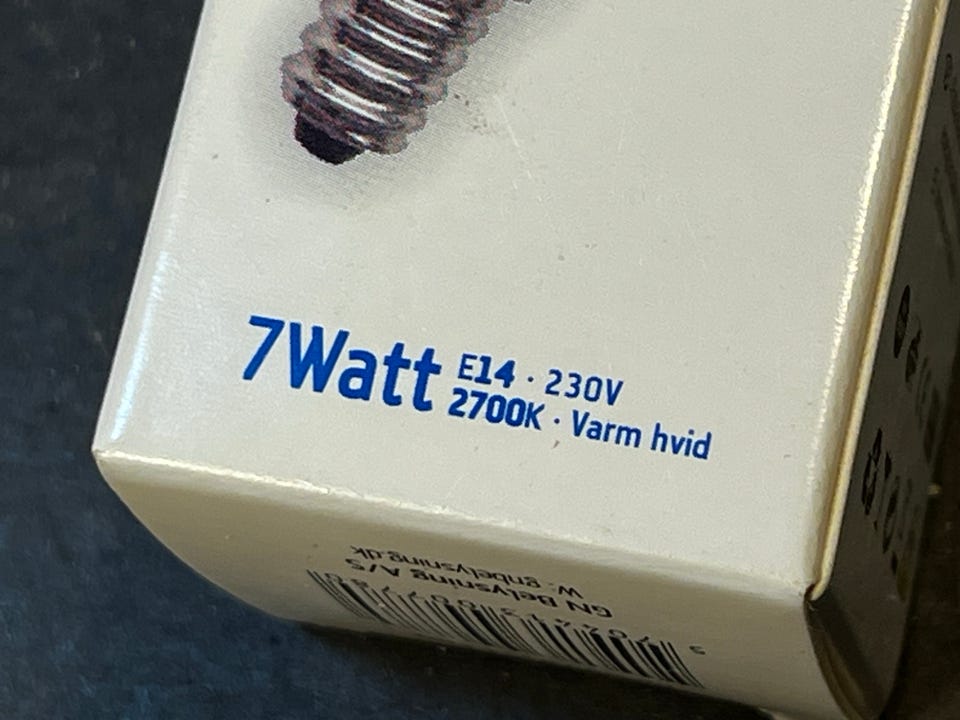 7Watt
E14 · 230V
2700K · Varm hvid
GN Belysning A/S
W: gnbelysning.dk